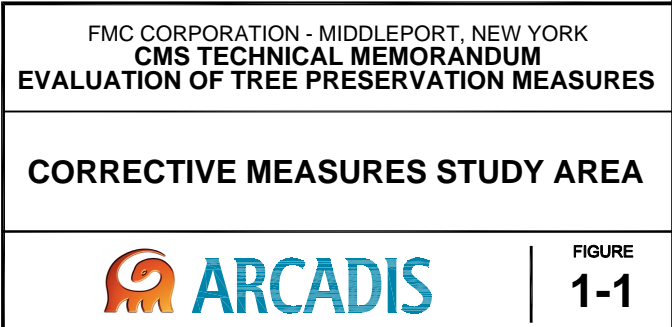 FMC CORPORATION - MIDDLEPORT, NEW YORK
CMS TECHNICAL MEMORANDUM
EVALUATION OF TREE PRESERVATION MEASURES
CORRECTIVE MEASURES STUDY AREA
ARCADIS
FIGURE
1-1